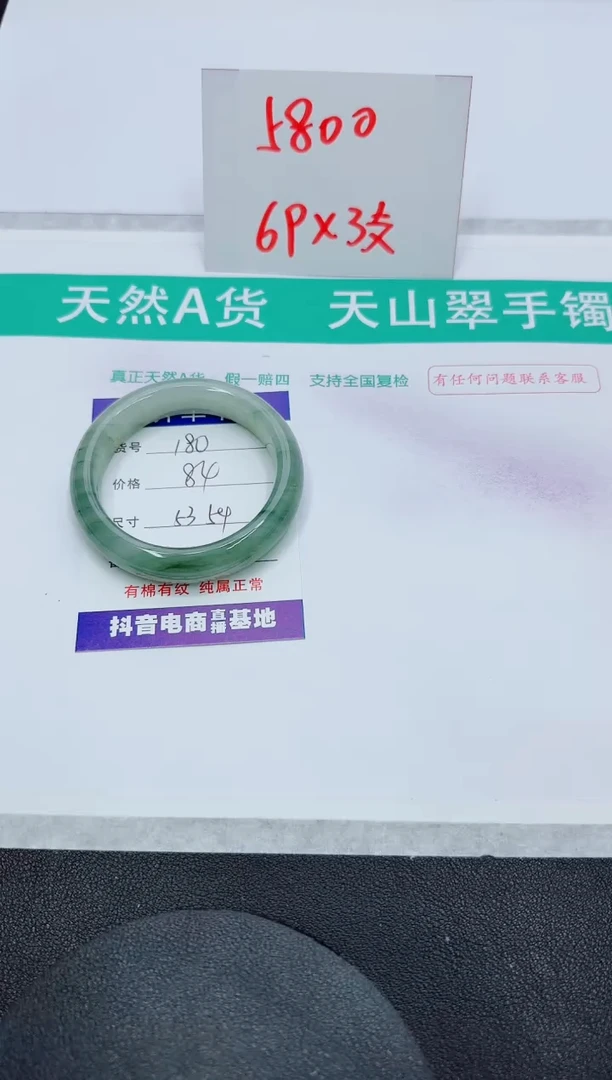 5800
6P×3支
天然A货 天山翠手镯
真正天然A货 假一赔四 支持全国复检 有任何问题联系客服
货号 180
价格 84
尺寸 53 54
有棉有纹 纯属正常
抖音电商直播基地